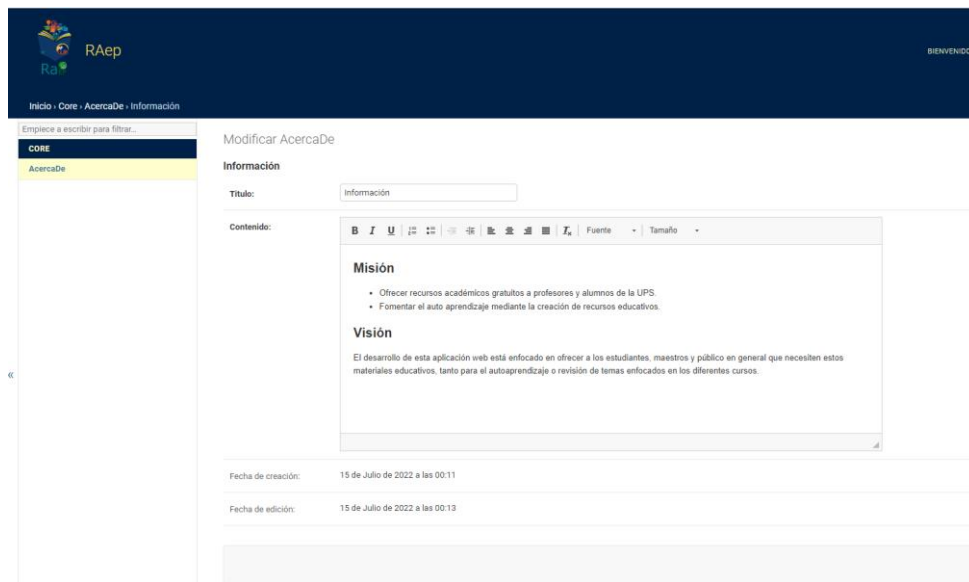 RAep
Ra
BIENVENIDO
Inicio › Core › AcercaDe › Información
Empiece a escribir para filtrar...
CORE
AcercaDe
Modificar AcercaDe
Información
Titulo: Información
Contenido:
B I U Fuente Tamaño
Misión
• Ofrecer recursos académicos gratuitos a profesores y alumnos de la UPS.
• Fomentar el auto aprendizaje mediante la creación de recursos educativos.
Visión
El desarrollo de esta aplicación web está enfocado en ofrecer a los estudiantes, maestros y público en general que necesiten estos
materiales educativos, tanto para el autoaprendizaje o revisión de temas enfocados en los diferentes cursos.
«
Fecha de creación: 15 de Julio de 2022 a las 00:11
Fecha de edición: 15 de Julio de 2022 a las 00:13